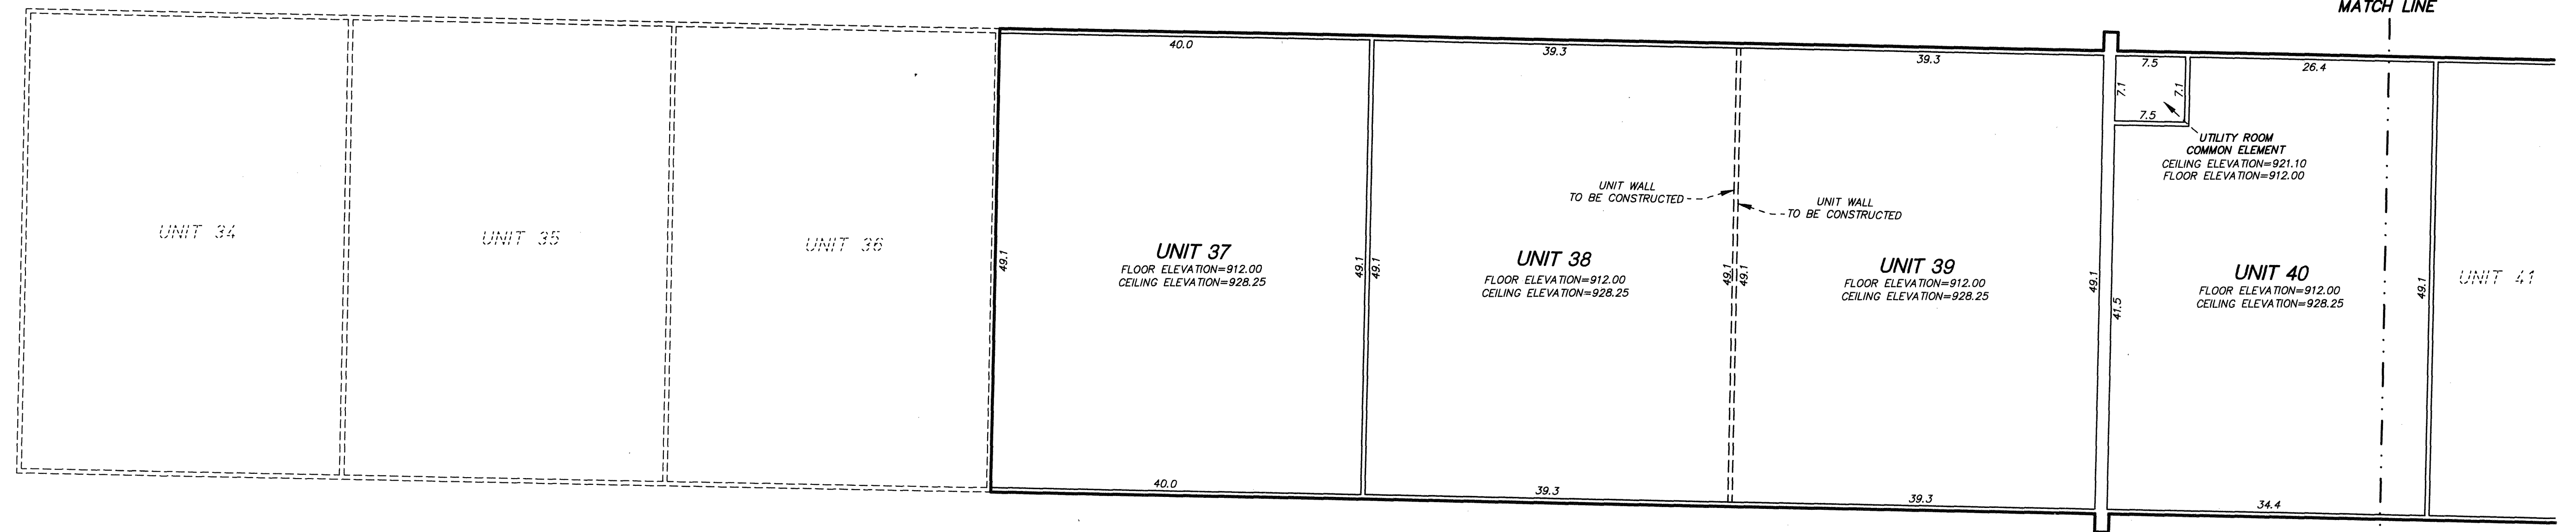 MATCH LINE
40.0
39.3
39.3
7.5
26.4
7.1
7.1
7.5
UTILITY ROOM
COMMON ELEMENT
CEILING ELEVATION=921.10
FLOOR ELEVATION=912.00
UNIT WALL
TO BE CONSTRUCTED
UNIT WALL
TO BE CONSTRUCTED
UNIT 34
UNIT 35
UNIT 36
49.1
UNIT 37
FLOOR ELEVATION=912.00
CEILING ELEVATION=928.25
49.1
49.1
UNIT 38
FLOOR ELEVATION=912.00
CEILING ELEVATION=928.25
49.1
49.1
UNIT 39
FLOOR ELEVATION=912.00
CEILING ELEVATION=928.25
49.1
41.5
UNIT 40
FLOOR ELEVATION=912.00
CEILING ELEVATION=928.25
49.1
UNIT 41
40.0
39.3
39.3
34.4